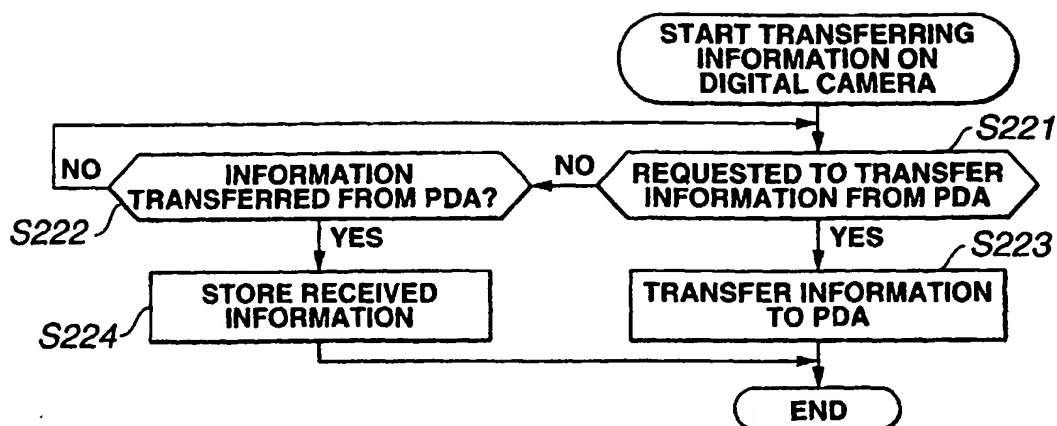 START TRANSFERRING
INFORMATION ON
DIGITAL CAMERA
S221
REQUESTED TO TRANSFER
INFORMATION FROM PDA
NO
YES
INFORMATION
TRANSFERRED FROM PDA?
NO
S222
YES
S223
TRANSFER INFORMATION
TO PDA
STORE RECEIVED
INFORMATION
S224
END